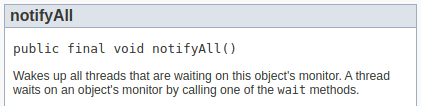 notifyAll
public final void notifyAll()
Wakes up all threads that are waiting on this object's monitor. A thread
waits on an object's monitor by calling one of the wait methods.